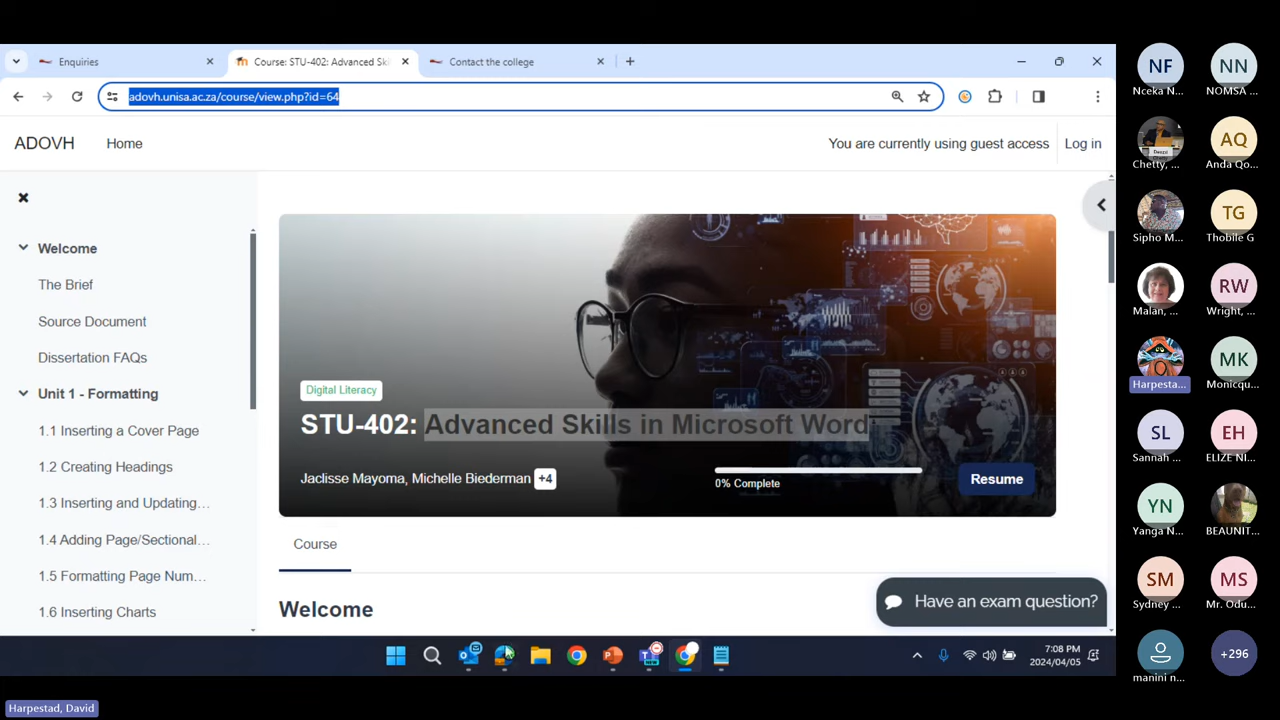 Enquiries
Course: STU-402: Advanced Ski
Contact the college
adovh.unisa.ac.za/course/view.php?id=64
ADOVH
Home
You are currently using guest access
Log in
Welcome
The Brief
Source Document
Dissertation FAQs
Unit 1 - Formatting
1.1 Inserting a Cover Page
1.2 Creating Headings
1.3 Inserting and Updating...
1.4 Adding Page/Sectional...
1.5 Formatting Page Num...
1.6 Inserting Charts
Digital Literacy
STU-402: Advanced Skills in Microsoft Word
Jaclisse Mayoma, Michelle Biederman +4
0% Complete
Resume
Course
Welcome
Have an exam question?
7:08 PM
2024/04/05
NF
Nceka N...
NN
NOMSA ...
Chetty, ...
AQ
Anda Qo...
Sipho M...
TG
Thobile G
Malan, ...
RW
Wright, ...
Harpesta...
MK
Monicqu...
SL
Sannah ...
EH
ELIZE NI...
YN
Yanga N...
BEAUNIT...
SM
Sydney ...
MS
Mr. Odu...
manini n...
+296
Harpestad, David